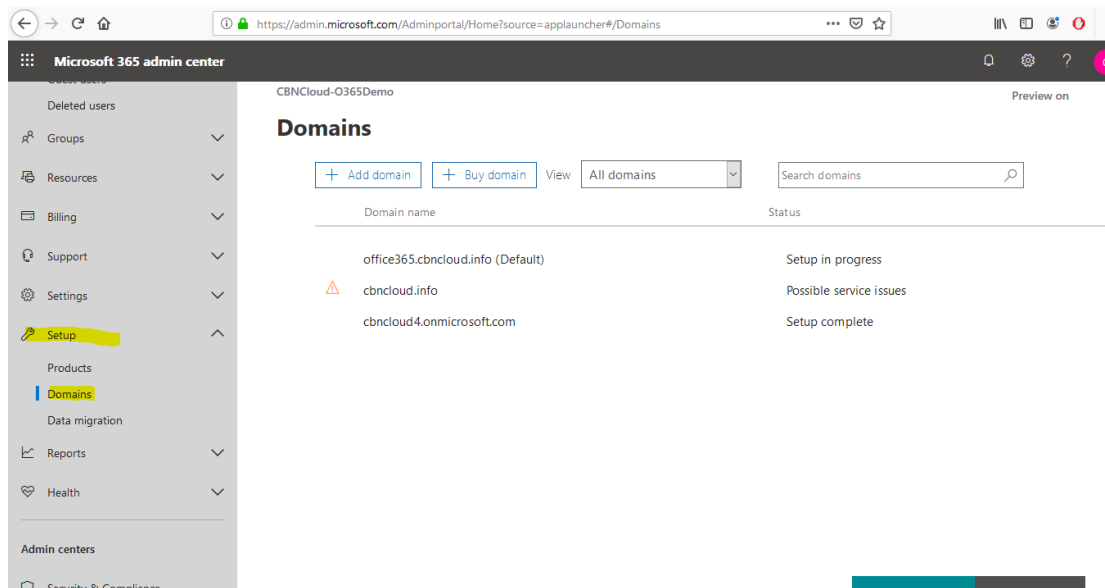 https://admin.microsoft.com/Adminportal/Home?source=applauncher#/Domains
Microsoft 365 admin center
Deleted users
Groups
Resources
Billing
Support
Settings
Setup
Products
Domains
Data migration
Reports
Health
Admin centers
CBNCloud-O365Demo
Preview on
Domains
+ Add domain + Buy domain View All domains Search domains
Domain name Status
office365.cbncloud.info (Default) Setup in progress
cbncloud.info Possible service issues
cbncloud4.onmicrosoft.com Setup complete